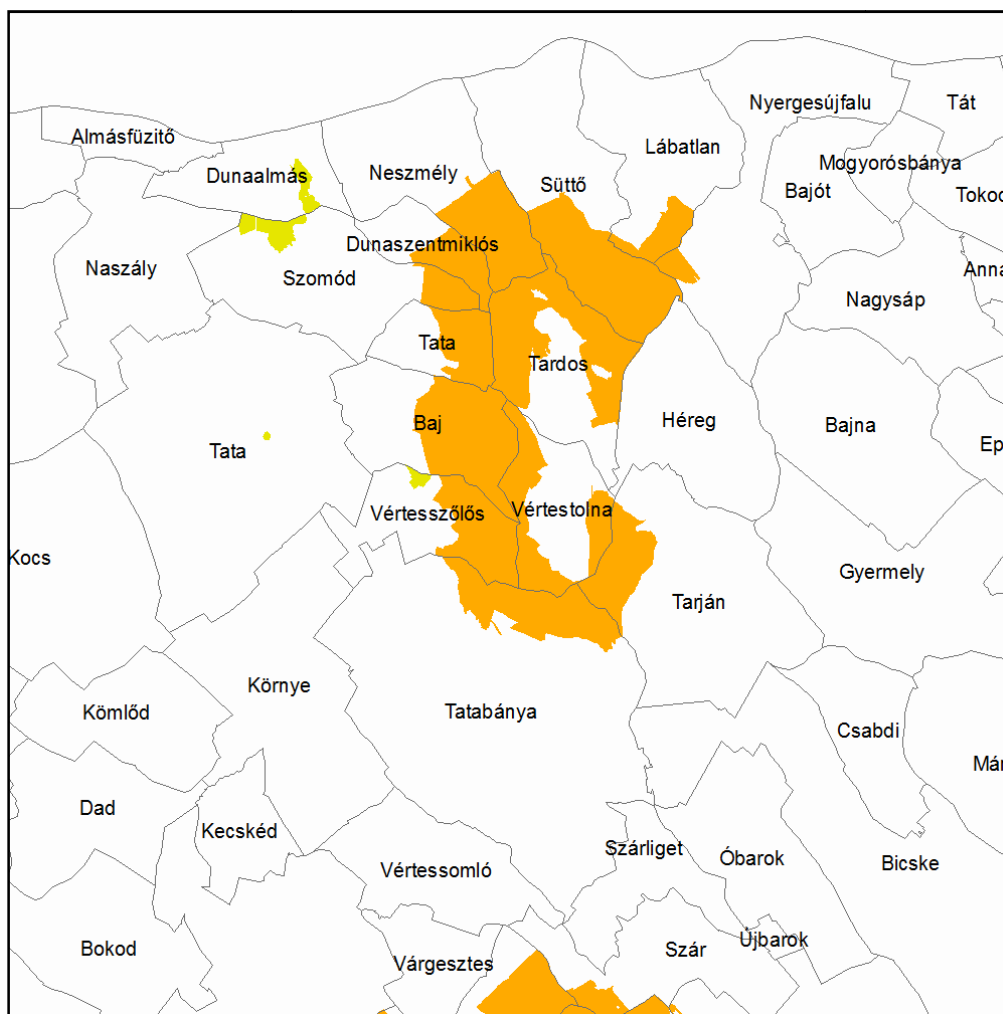 Nyergesújfalu
Tát
Almásfüzitő
Lábatlan
Mogyorósbánya
Dunaalmás
Neszmély
Süttő
Bajót
Tokod
Dunaszentmiklós
Naszály
Szomód
Anna
Nagysáp
Tata
Tardos
Baj
Héreg
Bajna
Tata
Ep
Vértesszőlős
Vértestolna
Kocs
Gyermely
Tarján
Környe
Kömlőd
Tatabánya
Csabdi
Már
Dad
Kecskéd
Szárliget
Óbarok
Vértessomló
Bicske
Bokod
Várgesztes
Szár
Újbarok